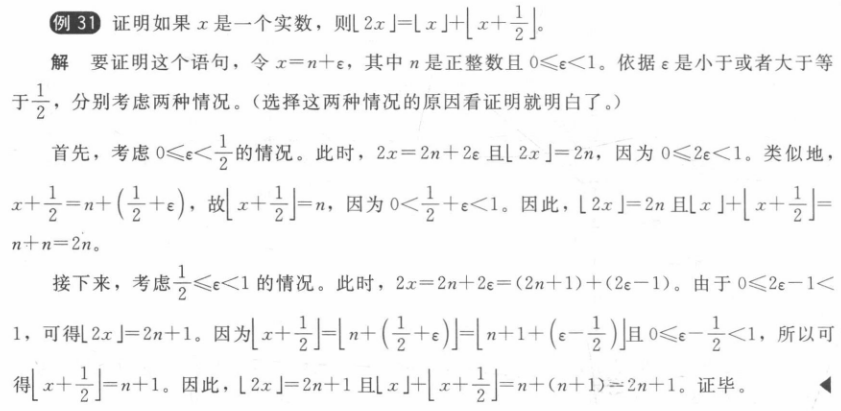 例 31 证明如果 x 是一个实数，则⌊2x⌋=⌊x⌋+⌊x+1/2⌋。
解 要证明这个语句，令 x=n+ε，其中 n 是正整数且 0≤ε<1。依据 ε 是小于或者大于等
于1/2，分别考虑两种情况。（选择这两种情况的原因看证明就明白了。）
首先，考虑 0≤ε<1/2的情况。此时，2x=2n+2ε 且⌊2x⌋=2n，因为 0≤2ε<1。类似地，
x+1/2=n+(1/2+ε)，故⌊x+1/2⌋=n，因为 0<1/2+ε<1。因此，⌊2x⌋=2n 且⌊x⌋+⌊x+1/2⌋=
n+n=2n。
接下来，考虑1/2≤ε<1 的情况。此时，2x=2n+2ε=(2n+1)+(2ε-1)。由于 0≤2ε-1<
1，可得⌊2x⌋=2n+1。因为⌊x+1/2⌋=⌊n+(1/2+ε)⌋=⌊n+1+(ε-1/2)⌋且 0≤ε-1/2<1，所以可
得⌊x+1/2⌋=n+1。因此，⌊2x⌋=2n+1 且⌊x⌋+⌊x+1/2⌋=n+(n+1)=2n+1。证毕。